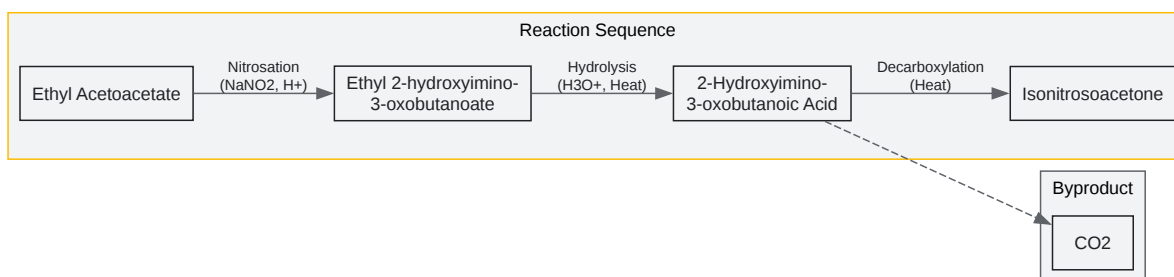 Reaction Sequence
Ethyl Acetoacetate
Nitrosation
(NaNO2, H+)
Ethyl 2-hydroxyimino-
3-oxobutanoate
Hydrolysis
(H3O+, Heat)
2-Hydroxyimino-
3-oxobutanoic Acid
Decarboxylation
(Heat)
Isonitrosoacetone
Byproduct
CO2